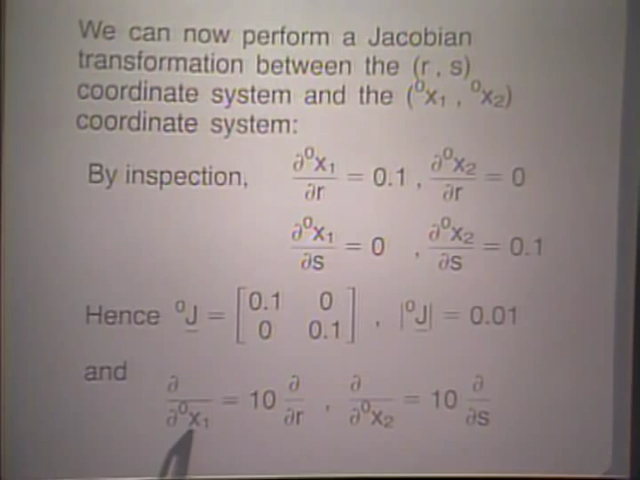 We can now perform a Jacobian
transformation between the (r , s)
coordinate system and the (⁰x₁ , ⁰x₂)
coordinate system:
By inspection, ∂⁰x₁/∂r = 0.1 , ∂⁰x₂/∂r = 0
∂⁰x₁/∂s = 0 , ∂⁰x₂/∂s = 0.1
Hence ⁰J = [0.1 0
0 0.1] , |⁰J| = 0.01
and
∂/∂⁰x₁ = 10 ∂/∂r , ∂/∂⁰x₂ = 10 ∂/∂s